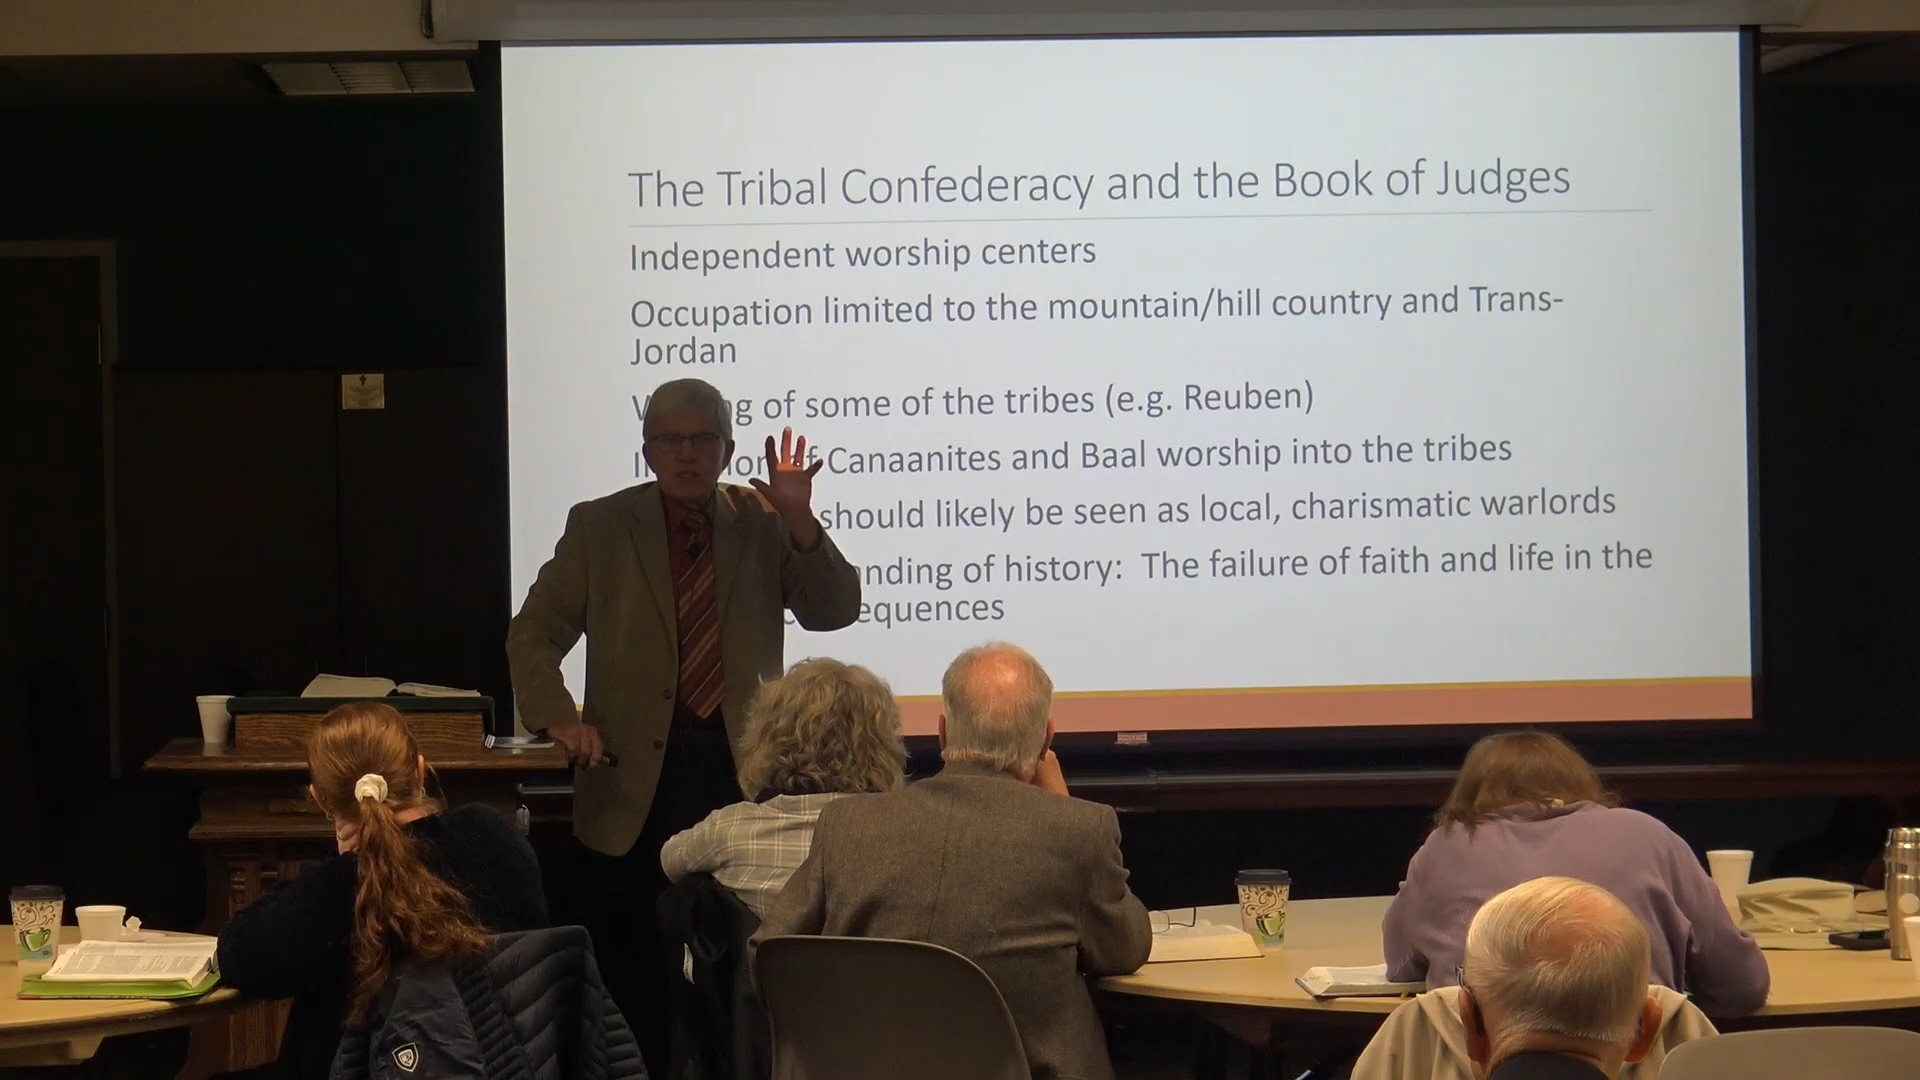 The Tribal Confederacy and the Book of Judges
Independent worship centers
Occupation limited to the mountain/hill country and Trans-
Jordan
of some of the tribes (e.g. Reuben)
Canaanites and Baal worship into the tribes
should likely be seen as local, charismatic warlords
of history: The failure of faith and life in the